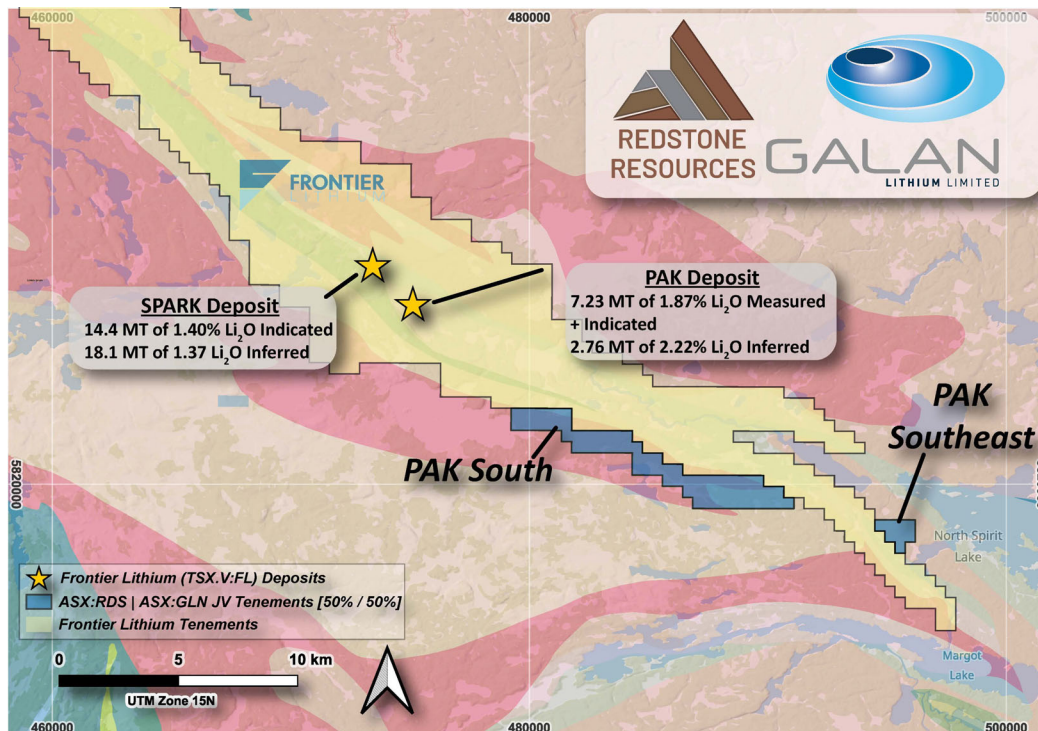 460000
480000
500000
REDSTONE
RESOURCES
GALAN
LITHIUM LIMITED
FRONTIER
LITHIUM
SPARK Deposit
14.4 MT of 1.40% Li₂O Indicated
18.1 MT of 1.37 Li₂O Inferred
PAK Deposit
7.23 MT of 1.87% Li₂O Measured
+ Indicated
2.76 MT of 2.22% Li₂O Inferred
PAK
Southeast
PAK South
5820000
North Spirit
Lake
Frontier Lithium (TSX.V:FL) Deposits
ASX:RDS | ASX:GLN JV Tenements [50% / 50%]
Frontier Lithium Tenements
0
5
10 km
UTM Zone 15N
Margot
Lake
460000
480000
500000